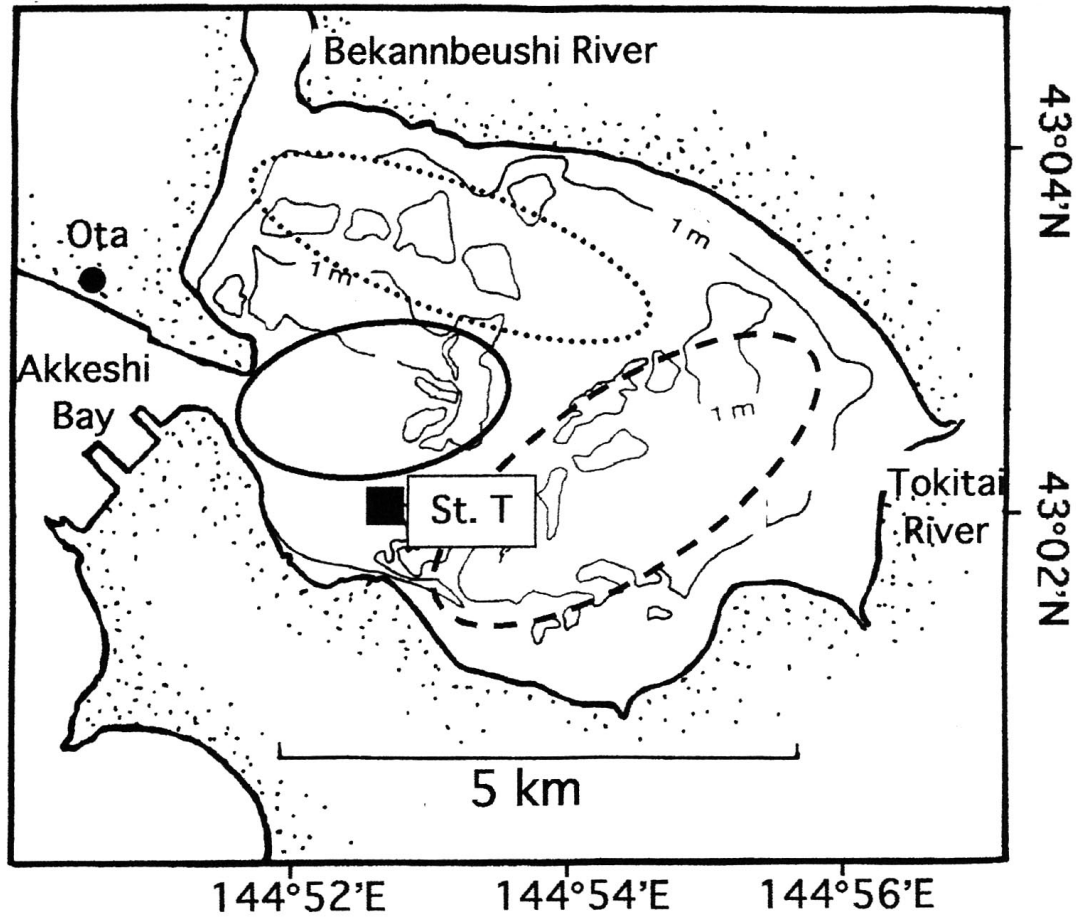 Bekannbeushi River
43°04'N
1 m
Ota
1 m
Akkeshi
Bay
1 m
St. T
Tokitai
River
43°02'N
5 km
144°52'E
144°54'E
144°56'E